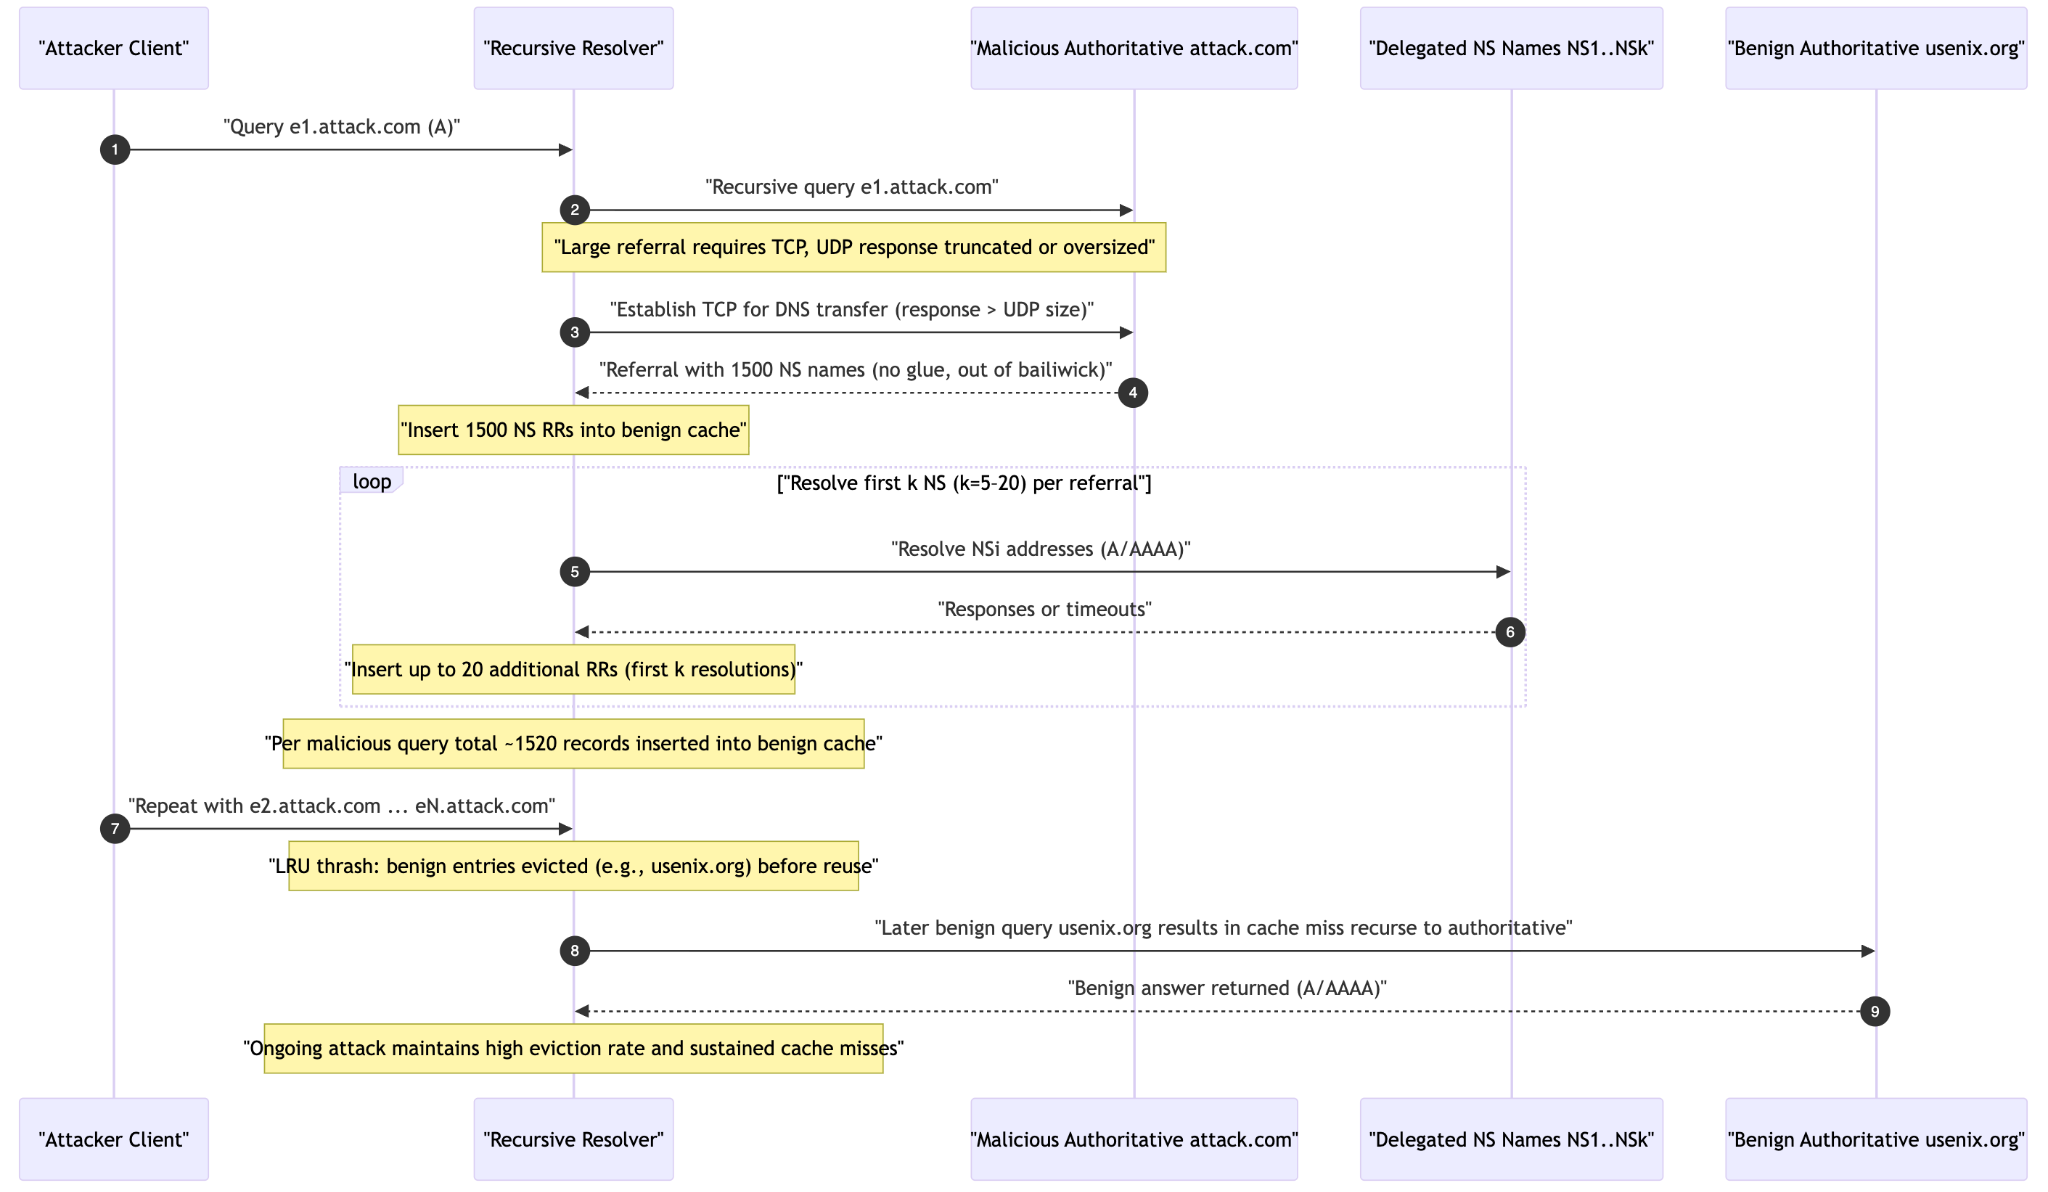 "Attacker Client"
"Recursive Resolver"
"Malicious Authoritative attack.com"
"Delegated NS Names NS1..NSk"
"Benign Authoritative usenix.org"
"Query e1.attack.com (A)"
1
"Recursive query e1.attack.com"
2
"Large referral requires TCP, UDP response truncated or oversized"
"Establish TCP for DNS transfer (response > UDP size)"
3
"Referral with 1500 NS names (no glue, out of bailiwick)"
4
"Insert 1500 NS RRs into benign cache"
loop
["Resolve first k NS (k=5–20) per referral"]
"Resolve NSi addresses (A/AAAA)"
5
"Responses or timeouts"
6
"Insert up to 20 additional RRs (first k resolutions)"
"Per malicious query total ~1520 records inserted into benign cache"
"Repeat with e2.attack.com ... eN.attack.com"
7
"LRU thrash: benign entries evicted (e.g., usenix.org) before reuse"
"Later benign query usenix.org results in cache miss recurse to authoritative"
8
"Benign answer returned (A/AAAA)"
9
"Ongoing attack maintains high eviction rate and sustained cache misses"
"Attacker Client"
"Recursive Resolver"
"Malicious Authoritative attack.com"
"Delegated NS Names NS1..NSk"
"Benign Authoritative usenix.org"